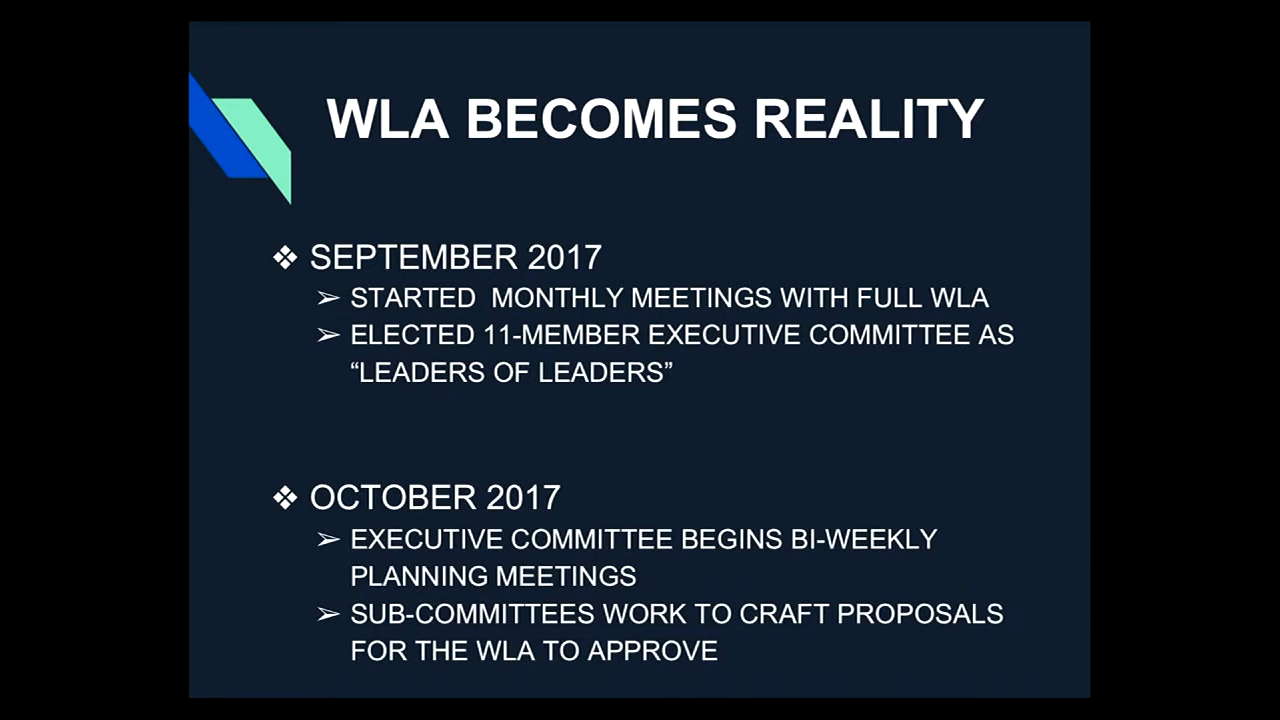 WLA BECOMES REALITY
❖ SEPTEMBER 2017
➢ STARTED  MONTHLY MEETINGS WITH FULL WLA
➢ ELECTED 11-MEMBER EXECUTIVE COMMITTEE AS
“LEADERS OF LEADERS”
❖ OCTOBER 2017
➢ EXECUTIVE COMMITTEE BEGINS BI-WEEKLY
PLANNING MEETINGS
➢ SUB-COMMITTEES WORK TO CRAFT PROPOSALS
FOR THE WLA TO APPROVE